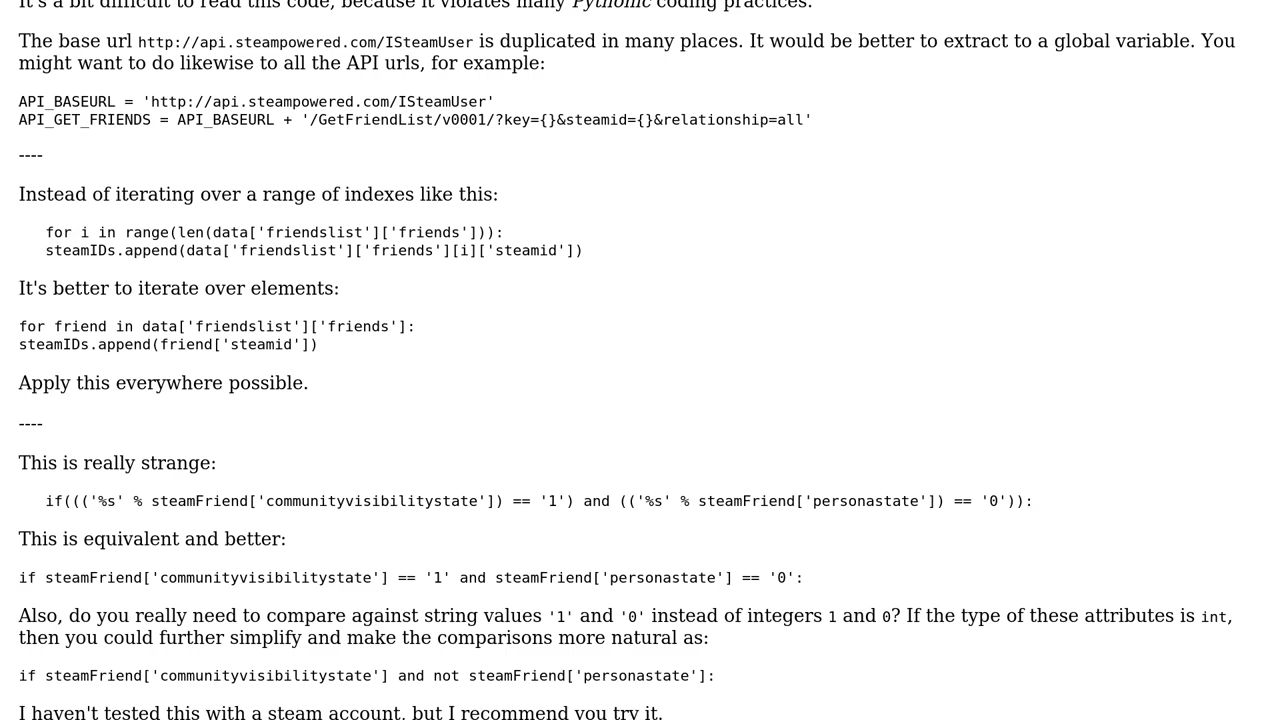 It's a bit difficult to read this code, because it violates many Pythonic coding practices.
The base url http://api.steampowered.com/ISteamUser is duplicated in many places. It would be better to extract to a global variable. You
might want to do likewise to all the API urls, for example:
API_BASEURL = 'http://api.steampowered.com/ISteamUser'
API_GET_FRIENDS = API_BASEURL + '/GetFriendList/v0001/?key={}&steamid={}&relationship=all'
----
Instead of iterating over a range of indexes like this:
for i in range(len(data['friendslist']['friends'])):
steamIDs.append(data['friendslist']['friends'][i]['steamid'])
It's better to iterate over elements:
for friend in data['friendslist']['friends']:
steamIDs.append(friend['steamid'])
Apply this everywhere possible.
----
This is really strange:
if((('%s' % steamFriend['communityvisibilitystate']) == '1') and (('%s' % steamFriend['personastate']) == '0')):
This is equivalent and better:
if steamFriend['communityvisibilitystate'] == '1' and steamFriend['personastate'] == '0':
Also, do you really need to compare against string values '1' and '0' instead of integers 1 and 0? If the type of these attributes is int,
then you could further simplify and make the comparisons more natural as:
if steamFriend['communityvisibilitystate'] and not steamFriend['personastate']:
I haven't tested this with a steam account, but I recommend you try it.